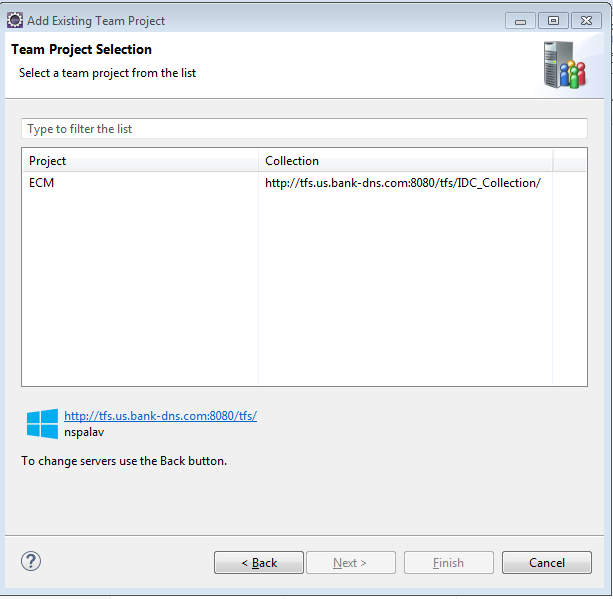 Add Existing Team Project
Team Project Selection
Select a team project from the list
Type to filter the list
Project Collection
ECM http://tfs.us.bank-dns.com:8080/tfs/IDC_Collection/
http://tfs.us.bank-dns.com:8080/tfs/
nspalav
To change servers use the Back button.
? < Back Next > Finish Cancel